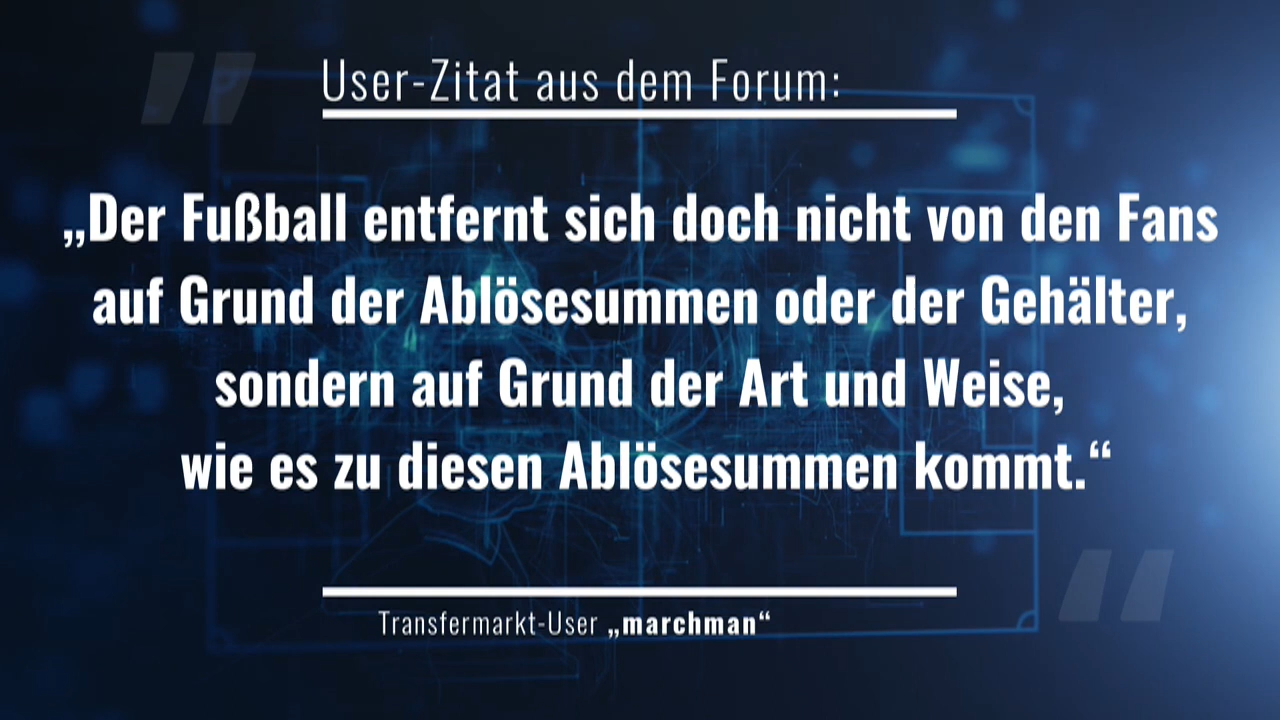 User-Zitat aus dem Forum:
„Der Fußball entfernt sich doch nicht von den Fans
auf Grund der Ablösesummen oder der Gehälter,
sondern auf Grund der Art und Weise,
wie es zu diesen Ablösesummen kommt.“
Transfermarkt-User „marchman“